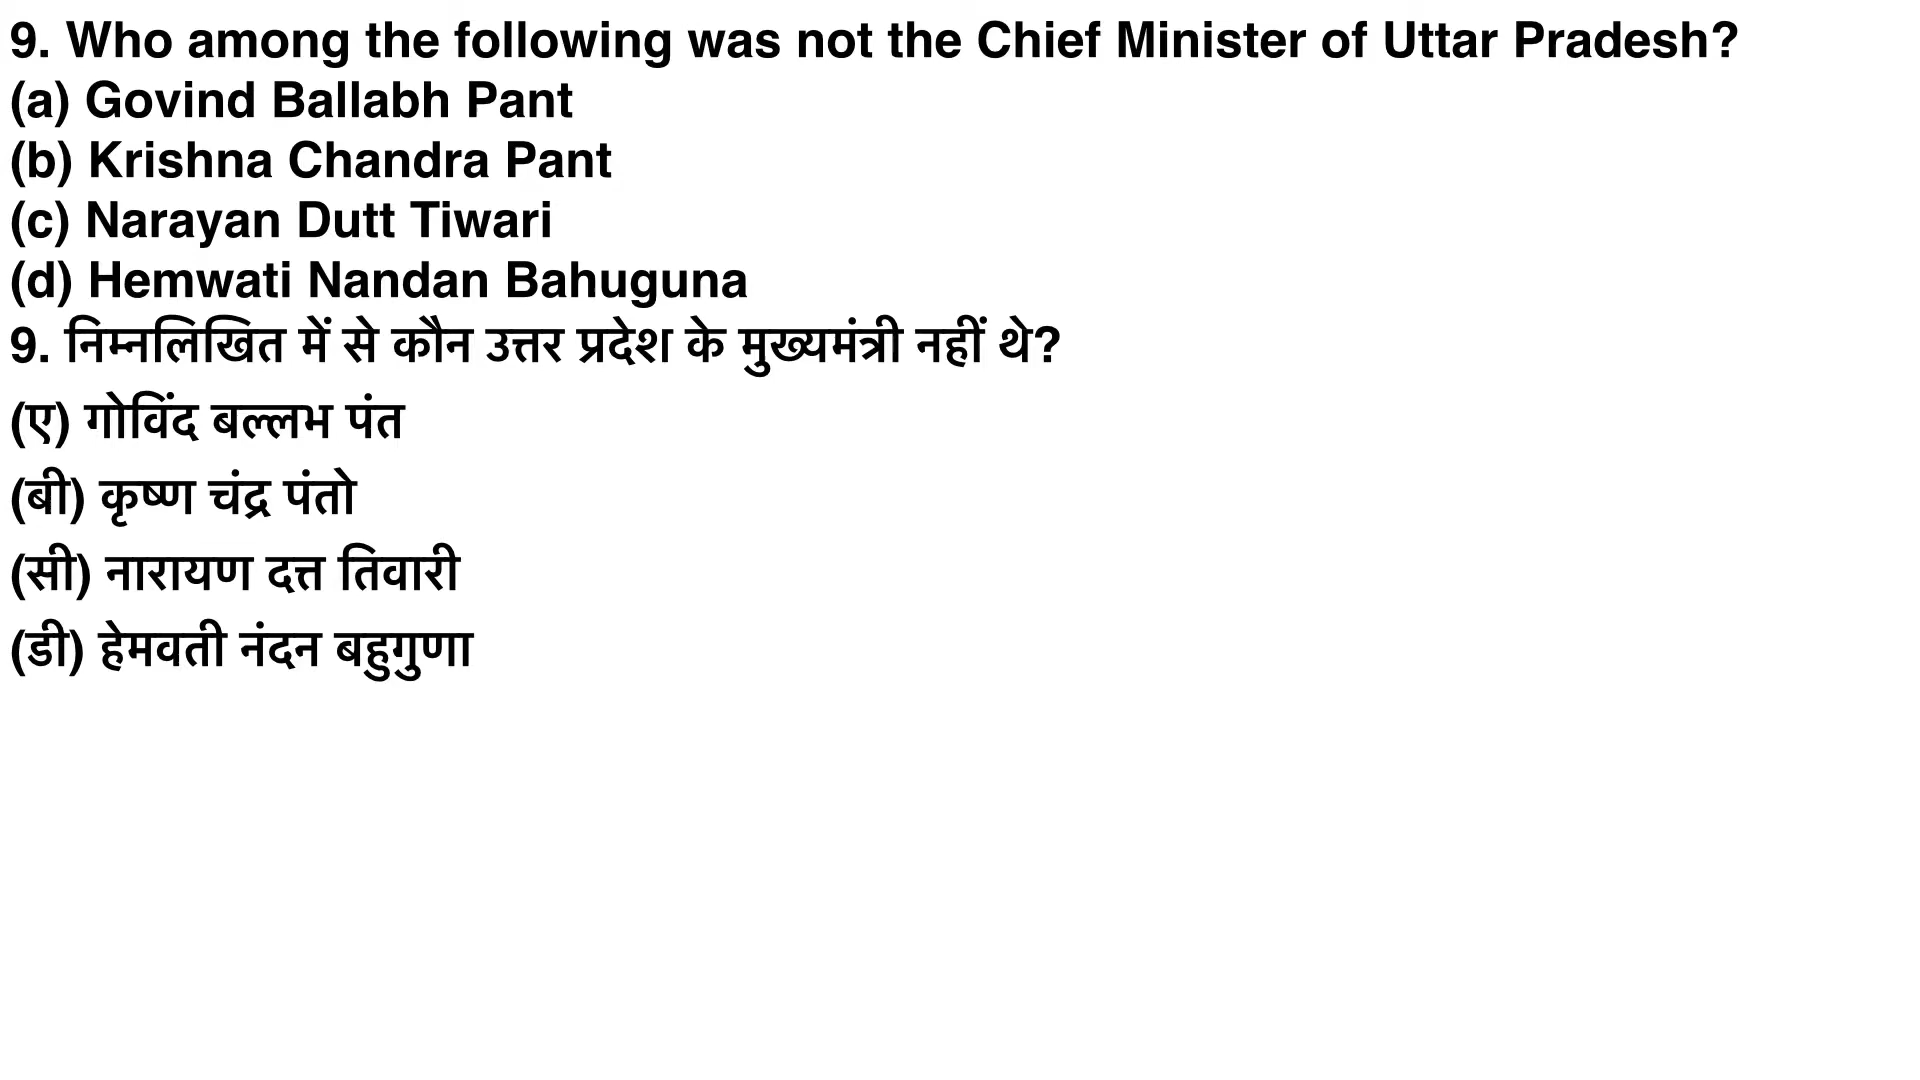 9. Who among the following was not the Chief Minister of Uttar Pradesh?
(a) Govind Ballabh Pant
(b) Krishna Chandra Pant
(c) Narayan Dutt Tiwari
(d) Hemwati Nandan Bahuguna
9. निम्नलिखित में से कौन उत्तर प्रदेश के मुख्यमंत्री नहीं थे?
(ए) गोविंद बल्लभ पंत
(बी) कृष्ण चंद्र पंतो
(सी) नारायण दत्त तिवारी
(डी) हेमवती नंदन बहुगुणा